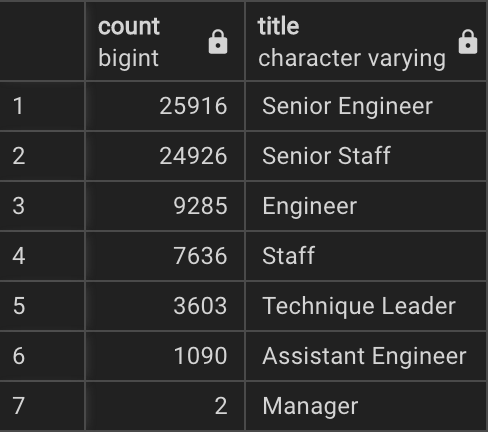 count title
bigint character varying
1 25916 Senior Engineer
2 24926 Senior Staff
3 9285 Engineer
4 7636 Staff
5 3603 Technique Leader
6 1090 Assistant Engineer
7 2 Manager